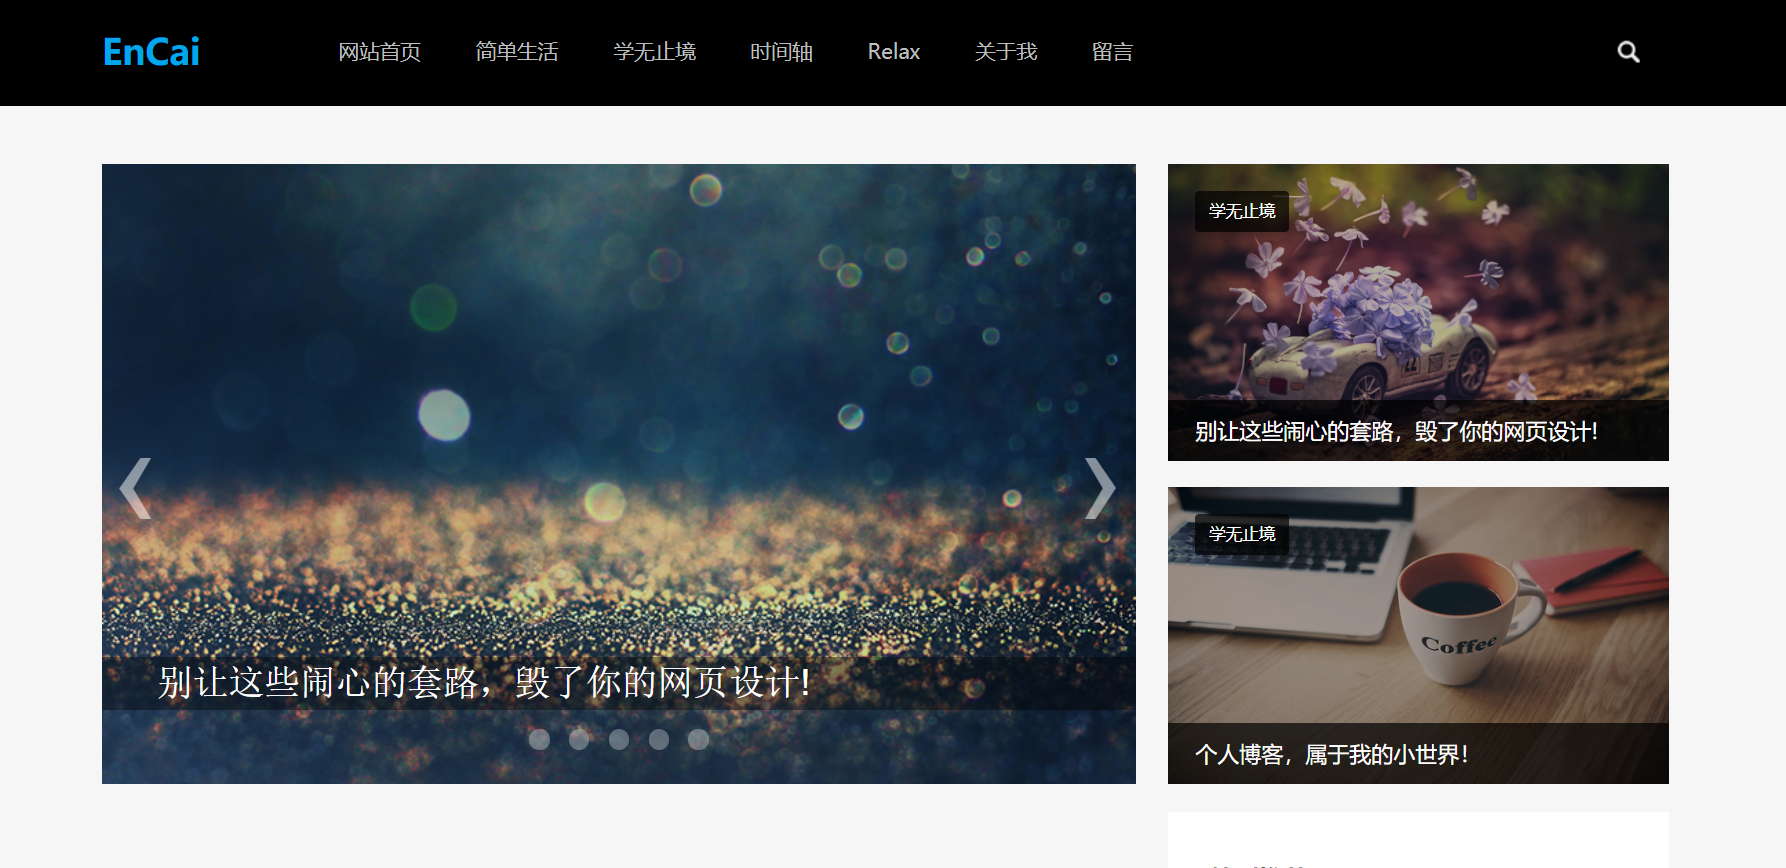 EnCai
网站首页 简单生活 学无止境 时间轴 Relax 关于我 留言
别让这些闹心的套路，毁了你的网页设计!
学无止境
22
别让这些闹心的套路，毁了你的网页设计!
学无止境
Coffee
个人博客，属于我的小世界！